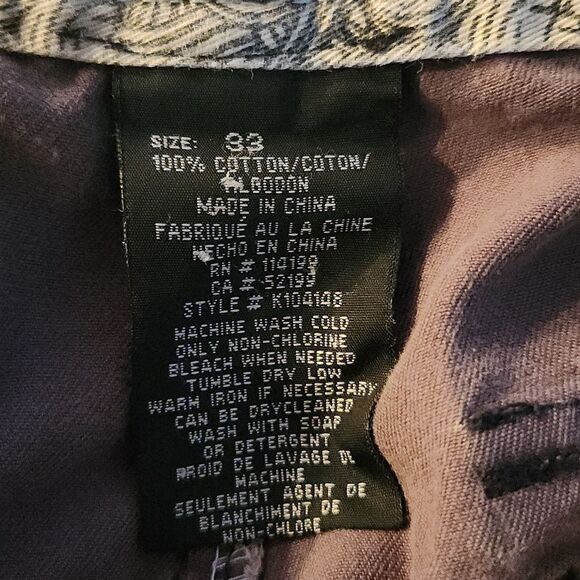 SIZE: 33
100% COTTON/COTON/
ALGODON
MADE IN CHINA
FABRIQUÉ AU LA CHINE
HECHO EN CHINA
RN # 114199
CA # 52199
STYLE # K104148
MACHINE WASH COLD
ONLY NON-CHLORINE
BLEACH WHEN NEEDED
TUMBLE DRY LOW
WARM IRON IF NECESSARY
CAN BE DRYCLEANED
WASH WITH SOAP
OR DETERGENT
FROID DE LAVAGE DE
MACHINE
SEULEMENT AGENT DE
BLANCHIMENT DE
NON-CHLORE